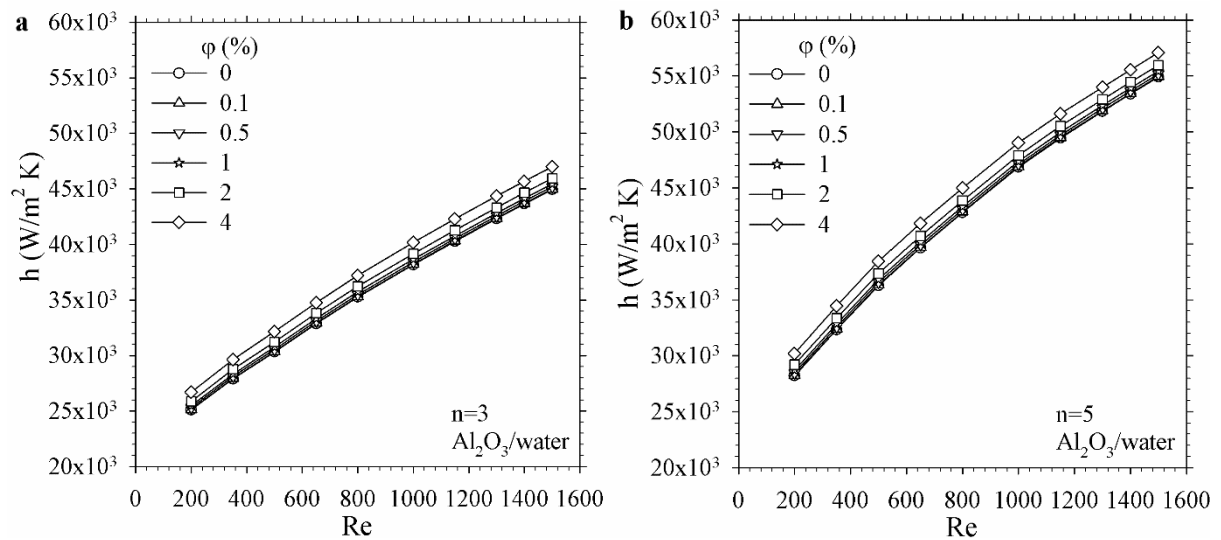 a
60x10³
55x10³
50x10³
45x10³
40x10³
35x10³
30x10³
25x10³
20x10³
h (W/m² K)
φ (%)
0
0.1
0.5
1
2
4
n=3
Al₂O₃/water
0 200 400 600 800 1000 1200 1400 1600
Re
b
60x10³
55x10³
50x10³
45x10³
40x10³
35x10³
30x10³
25x10³
20x10³
h (W/m² K)
φ (%)
0
0.1
0.5
1
2
4
n=5
Al₂O₃/water
0 200 400 600 800 1000 1200 1400 1600
Re